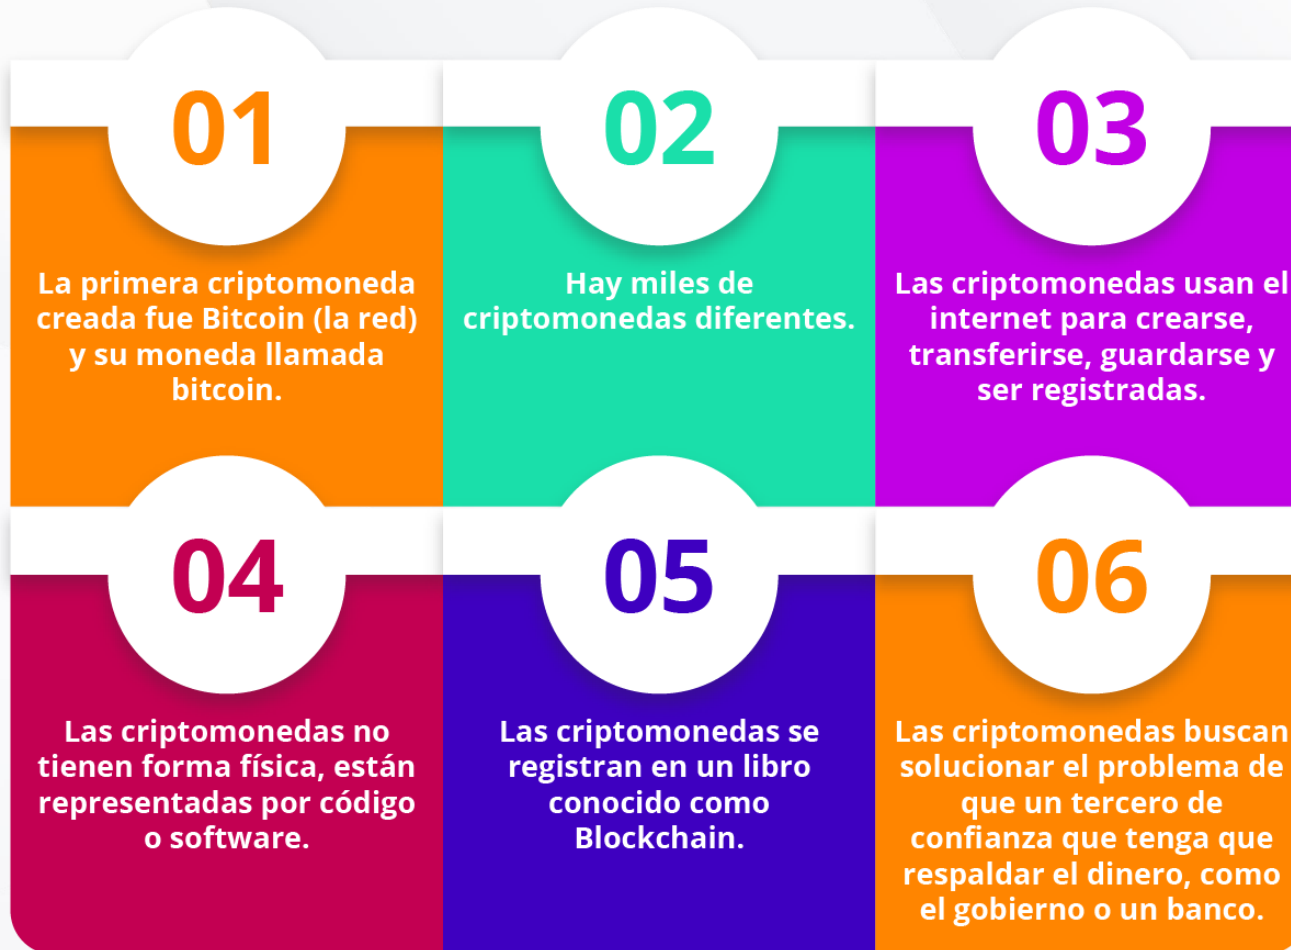 01
La primera criptomoneda
creada fue Bitcoin (la red)
y su moneda llamada
bitcoin.
02
Hay miles de
criptomonedas diferentes.
03
Las criptomonedas usan el
internet para crearse,
transferirse, guardarse y
ser registradas.
04
Las criptomonedas no
tienen forma física, están
representadas por código
o software.
05
Las criptomonedas se
registran en un libro
conocido como
Blockchain.
06
Las criptomonedas buscan
solucionar el problema de
que un tercero de
confianza que tenga que
respaldar el dinero, como
el gobierno o un banco.